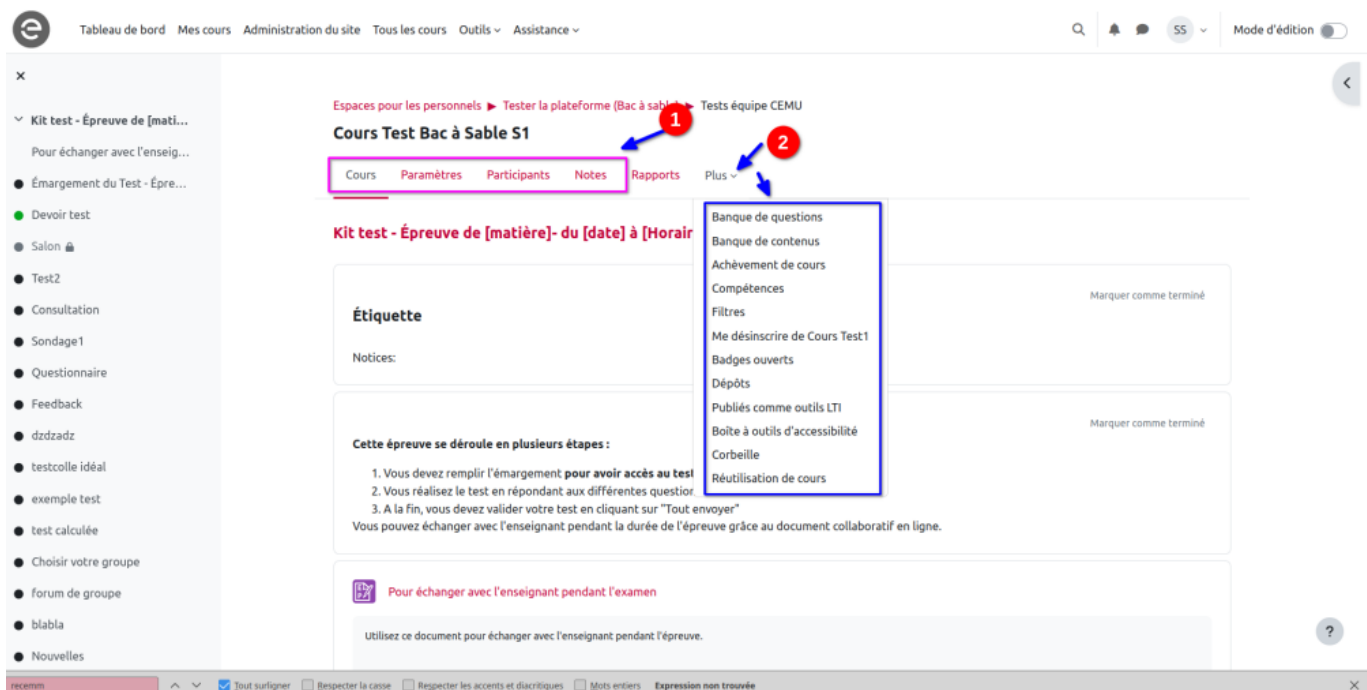 Tableau de bord Mes cours Administration du site Tous les cours Outils Assistance SS Mode d'édition
Kit test - Épreuve de [mati...
Pour échanger avec l'enseig...
Émargement du Test - Épre...
Devoir test
Salon
Test2
Consultation
Sondage1
Questionnaire
Feedback
dzdzadz
testcolle idéal
exemple test
test calculée
Choisir votre groupe
forum de groupe
blabla
Nouvelles
Espaces pour les personnels ► Tester la plateforme (Bac à sable) ► Tests équipe CEMU
Cours Test Bac à Sable S1
1
2
Cours Paramètres Participants Notes Rapports Plus
Banque de questions
Banque de contenus
Achèvement de cours
Compétences
Filtres
Me désinscrire de Cours Test1
Badges ouverts
Dépôts
Publiés comme outils LTI
Boîte à outils d'accessibilité
Corbeille
Réutilisation de cours
Kit test - Épreuve de [matière]- du [date] à [Horair
Marquer comme terminé
Étiquette
Notices:
Marquer comme terminé
Cette épreuve se déroule en plusieurs étapes :
1. Vous devez remplir l'émargement pour avoir accès au test
2. Vous réalisez le test en répondant aux différentes question
3. A la fin, vous devez valider votre test en cliquant sur "Tout envoyer"
Vous pouvez échanger avec l'enseignant pendant la durée de l'épreuve grâce au document collaboratif en ligne.
Pour échanger avec l'enseignant pendant l'examen
Utilisez ce document pour échanger avec l'enseignant pendant l'épreuve.
?
recemm Tout surligner Respecter la casse Respecter les accents et diacritiques Mots entiers Expression non trouvée